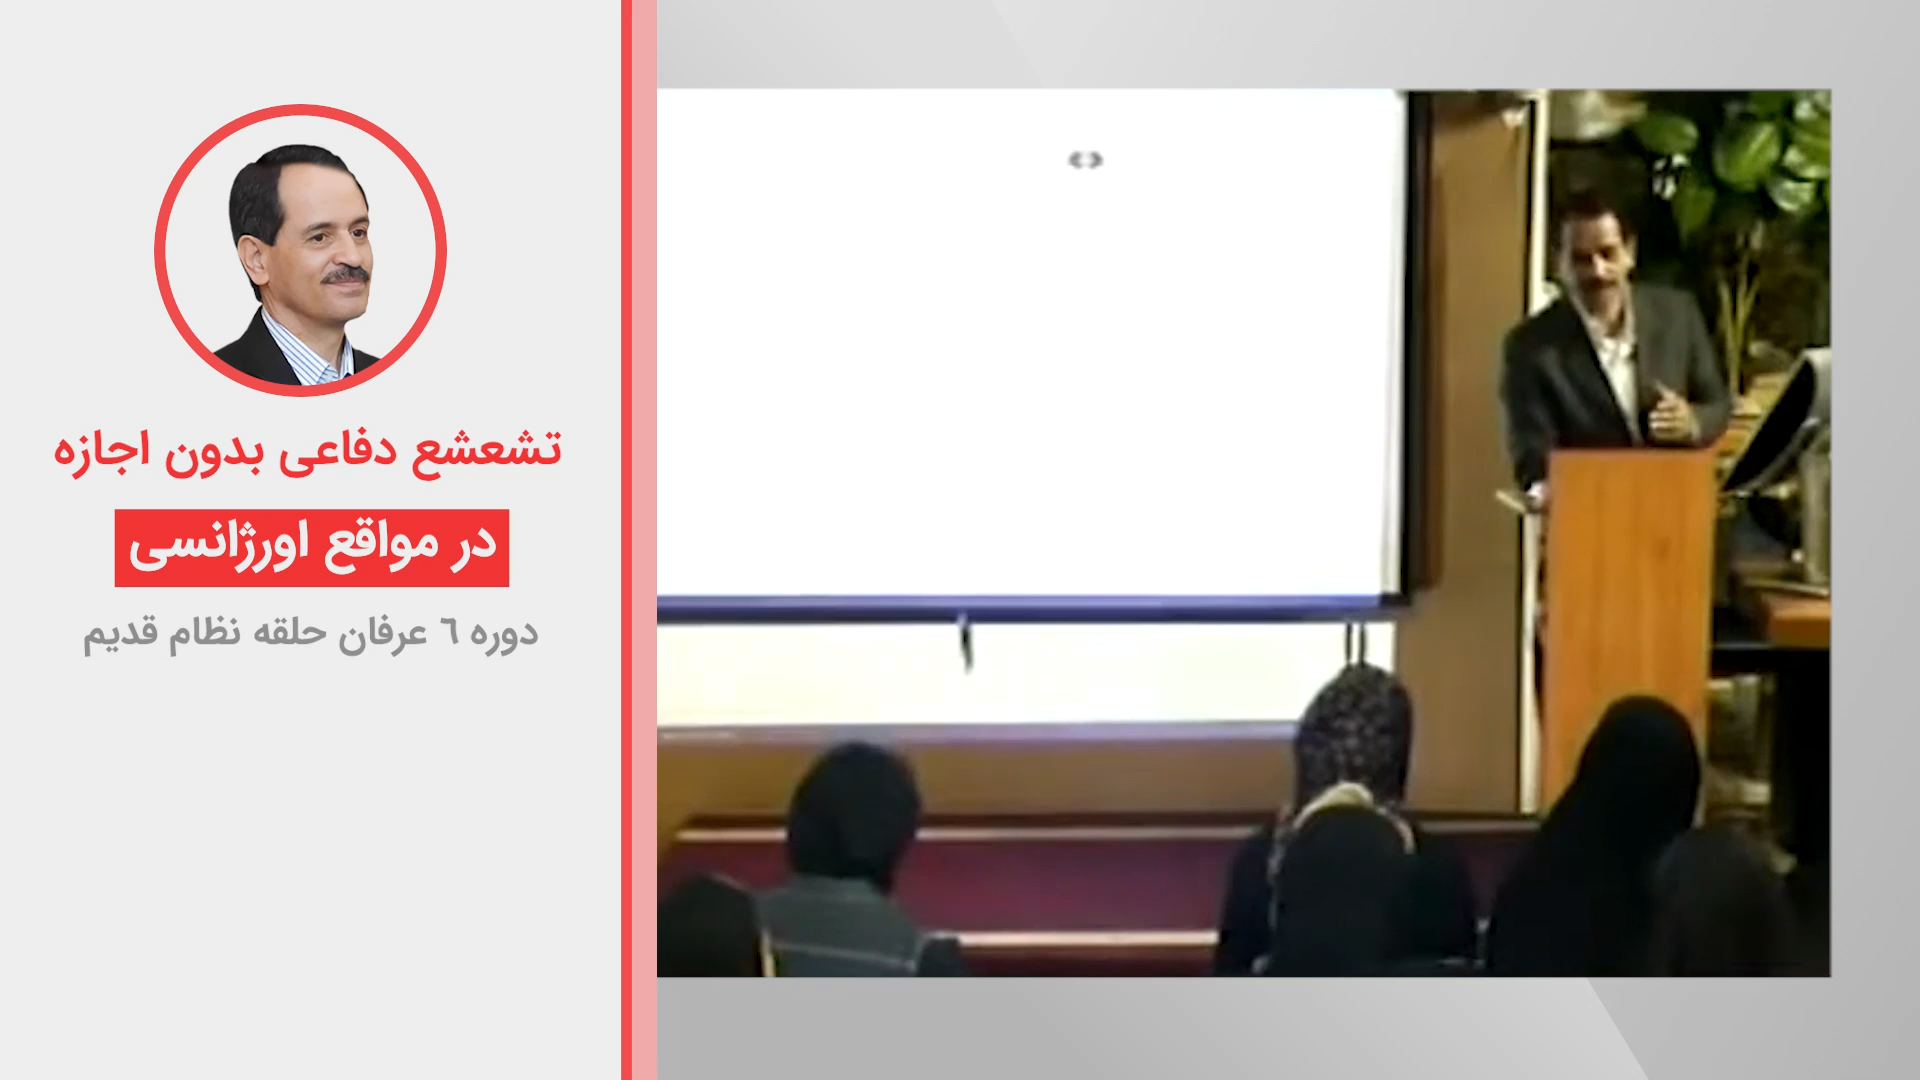 تشعشع دفاعی بدون اجازه
در مواقع اورژانسی
دوره ٦ عرفان حلقه نظام قدیم